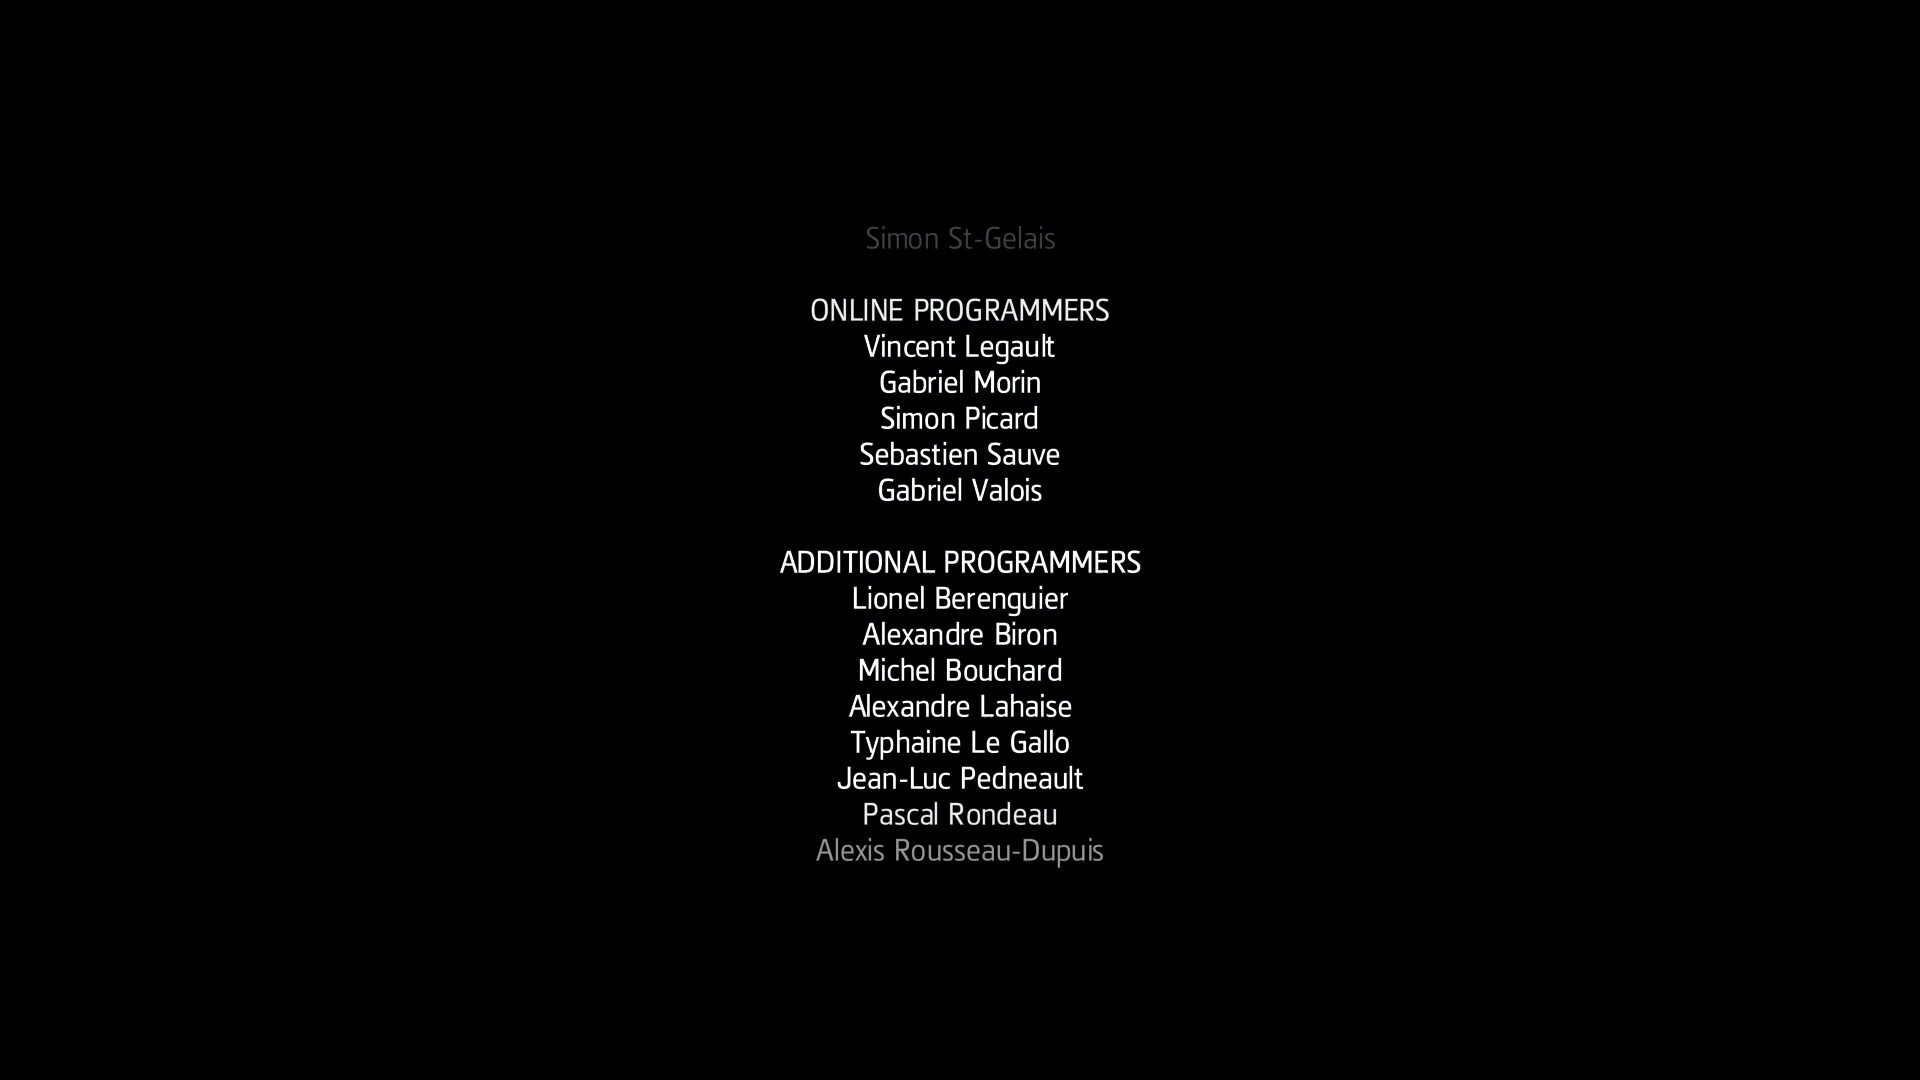 Simon St-Gelais
ONLINE PROGRAMMERS
Vincent Legault
Gabriel Morin
Simon Picard
Sebastien Sauve
Gabriel Valois
ADDITIONAL PROGRAMMERS
Lionel Berenguier
Alexandre Biron
Michel Bouchard
Alexandre Lahaise
Typhaine Le Gallo
Jean-Luc Pedneault
Pascal Rondeau
Alexis Rousseau-Dupuis